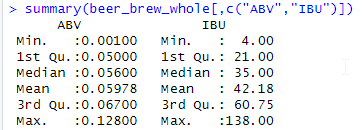 > summary(beer_brew_whole[,c("ABV","IBU")])
ABV IBU
Min. :0.00100 Min. : 4.00
1st Qu.:0.05000 1st Qu.: 21.00
Median :0.05600 Median : 35.00
Mean :0.05978 Mean : 42.18
3rd Qu.:0.06700 3rd Qu.: 60.75
Max. :0.12800 Max. :138.00